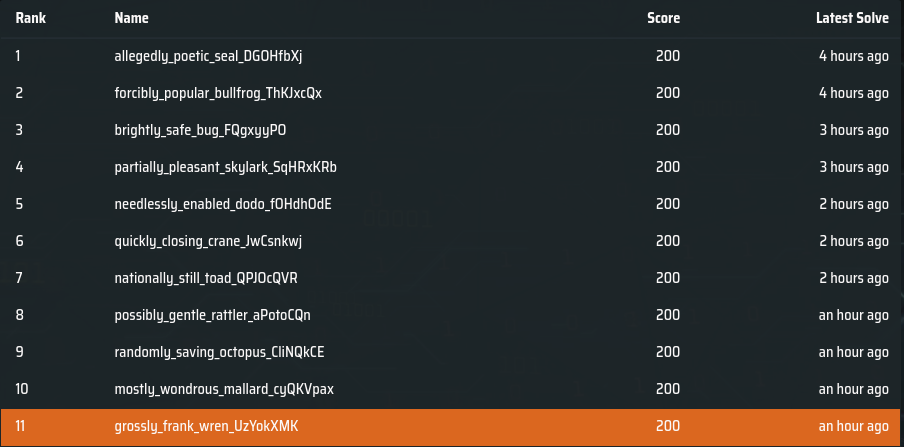 Rank Name Score Latest Solve
1 allegedly_poetic_seal_DGOHfbXj 200 4 hours ago
2 forcibly_popular_bullfrog_ThKJxcQx 200 4 hours ago
3 brightly_safe_bug_FQgxyyPO 200 3 hours ago
4 partially_pleasant_skylark_SqHRxKRb 200 3 hours ago
5 needlessly_enabled_dodo_fOHdhOdE 200 2 hours ago
6 quickly_closing_crane_JwCsnkwj 200 2 hours ago
7 nationally_still_toad_QPJOcQVR 200 2 hours ago
8 possibly_gentle_rattler_aPotoCQn 200 an hour ago
9 randomly_saving_octopus_CliNQkCE 200 an hour ago
10 mostly_wondrous_mallard_cyQKVpax 200 an hour ago
11 grossly_frank_wren_UzYokXMK 200 an hour ago